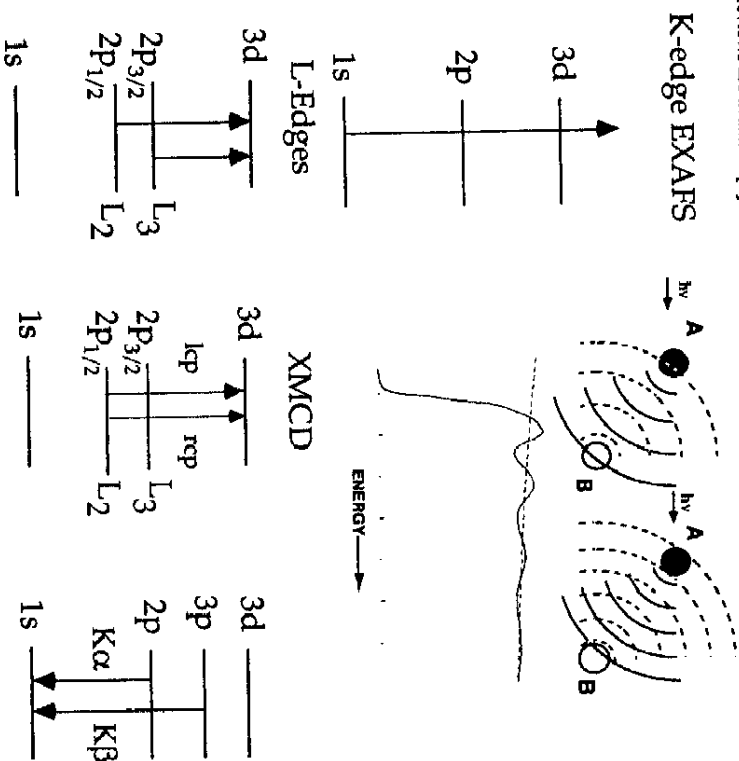 K-edge EXAFS
3d
2p
1s
hν
A
B
hν
A
B
ENERGY
L-Edges
3d
2p3/2
2p1/2
1s
L3
L2
XMCD
3d
lcp
rcp
2p3/2
2p1/2
1s
L3
L2
3d
3p
2p
1s
Kα
Kβ